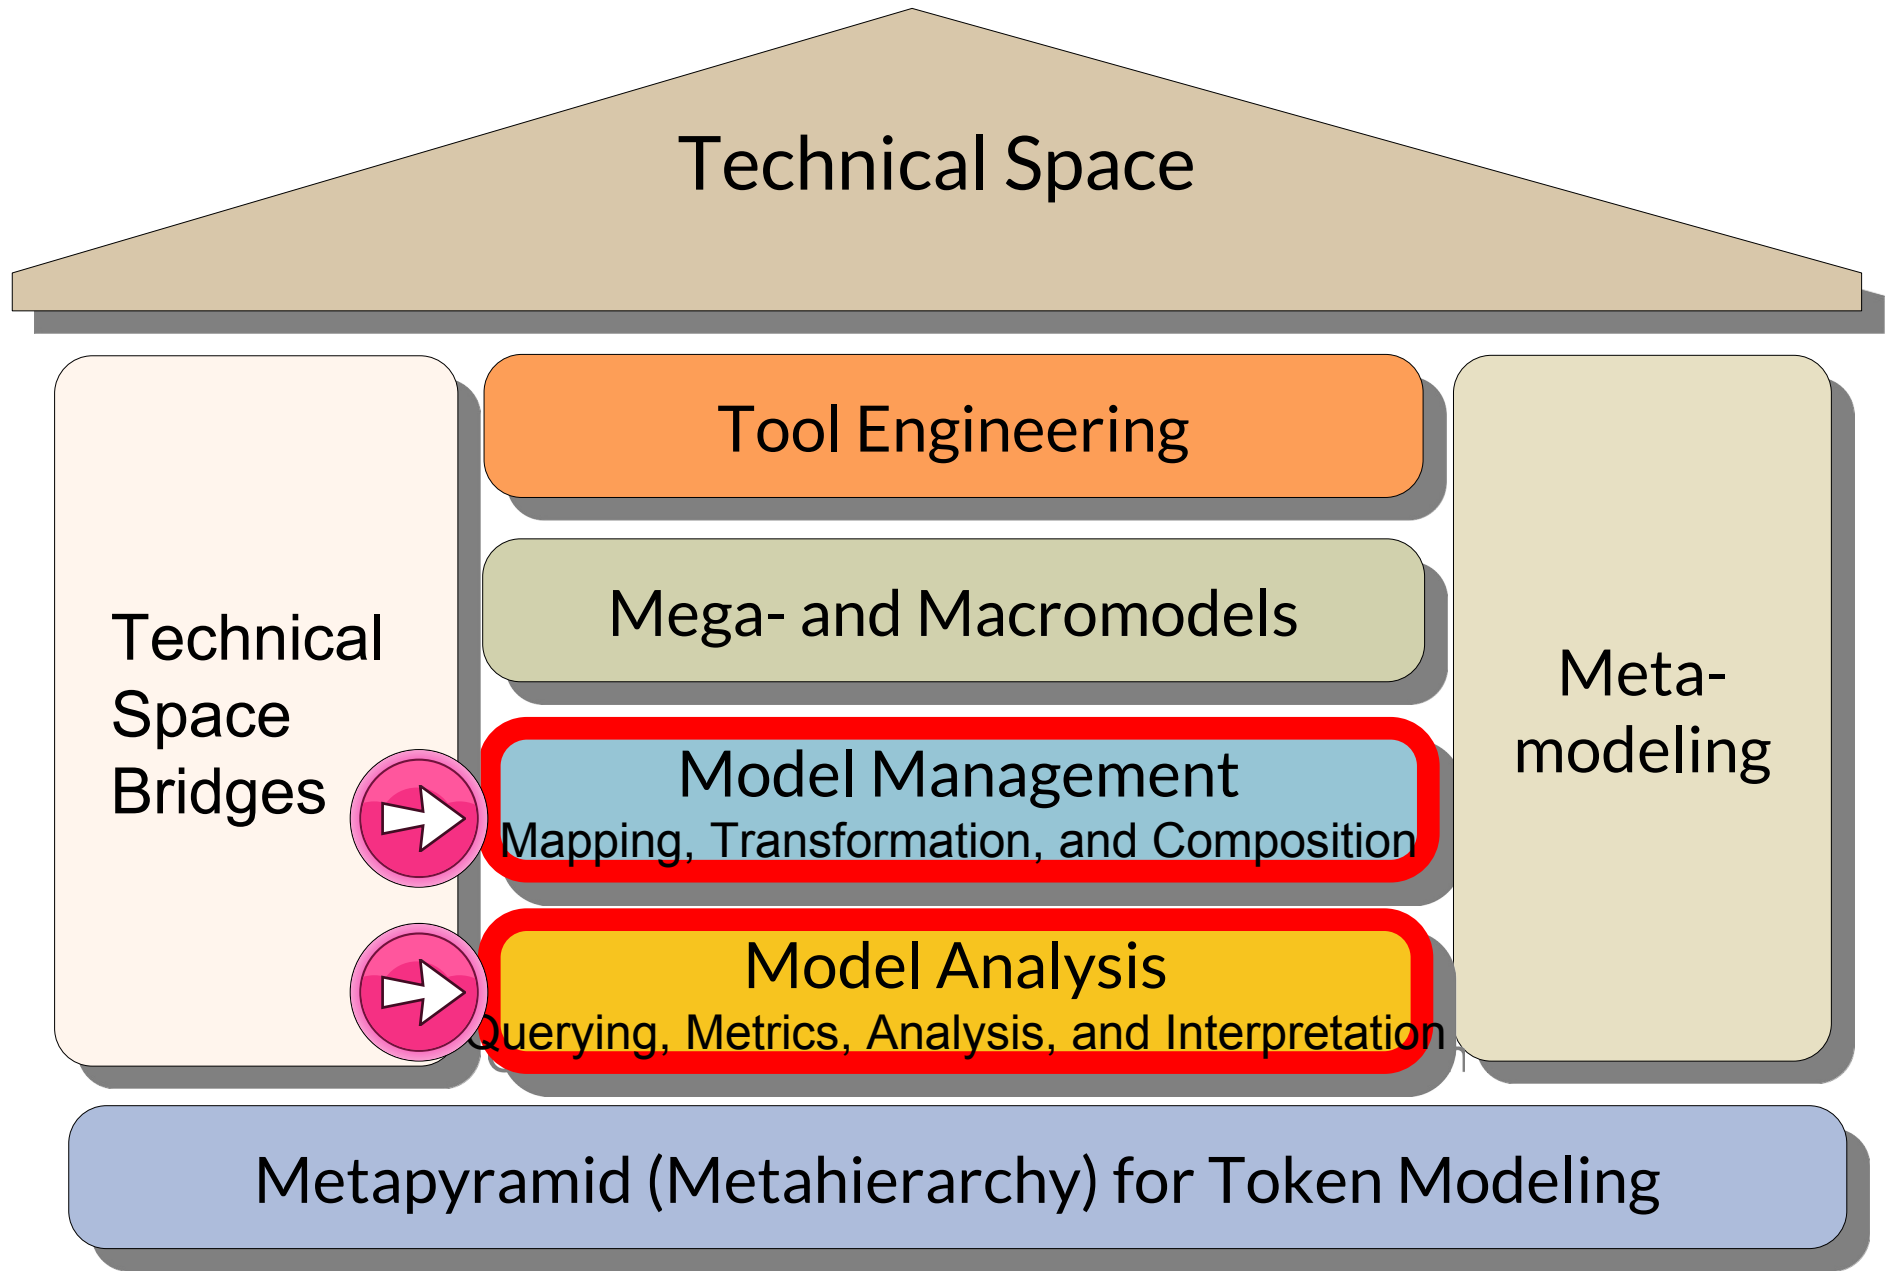 Technical Space
Tool Engineering
Mega- and Macromodels
Technical
Space
Bridges
Model Management
Mapping, Transformation, and Composition
Model Analysis
Querying, Metrics, Analysis, and Interpretation
Meta-
modeling
Metapyramid (Metahierarchy) for Token Modeling